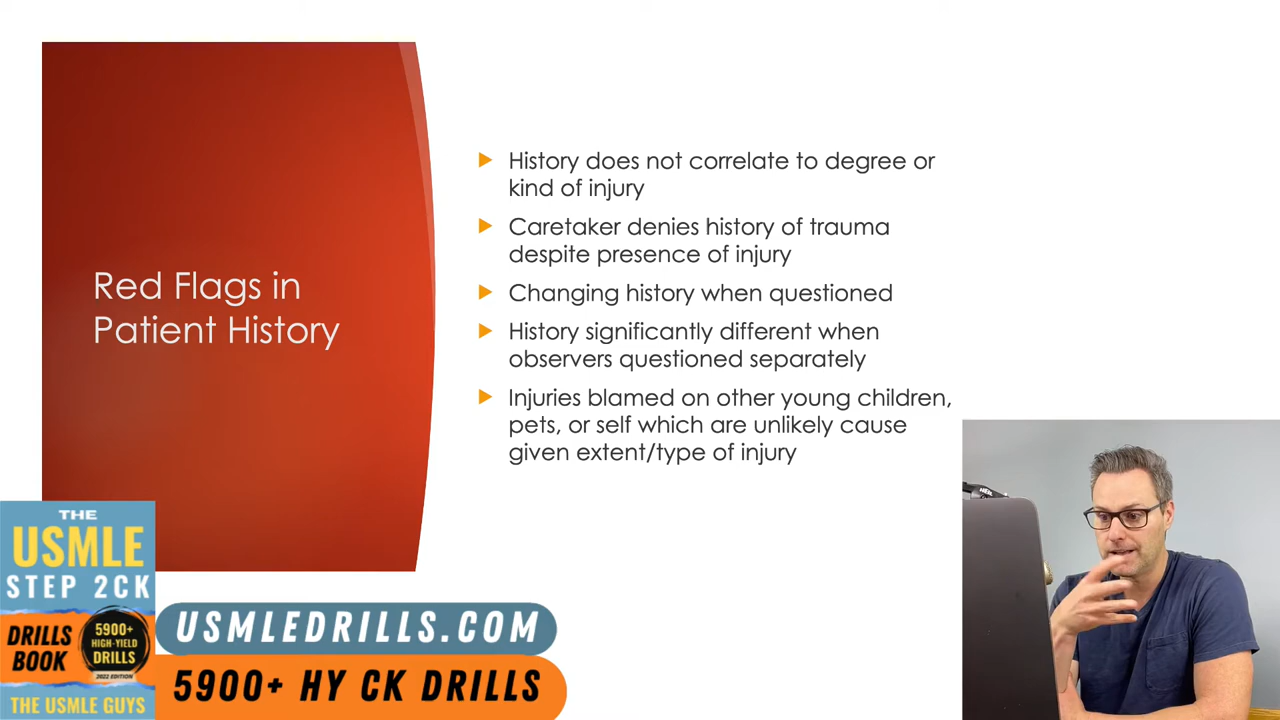 Red Flags in
Patient History
History does not correlate to degree or
kind of injury
Caretaker denies history of trauma
despite presence of injury
Changing history when questioned
History significantly different when
observers questioned separately
Injuries blamed on other young children,
pets, or self which are unlikely cause
given extent/type of injury
THE
USMLE
STEP 2CK
DRILLS
BOOK
5900+
HIGH-YIELD
DRILLS
2022 EDITION
THE USMLE GUYS
USMLEDRILLS.COM
5900+ HY CK DRILLS